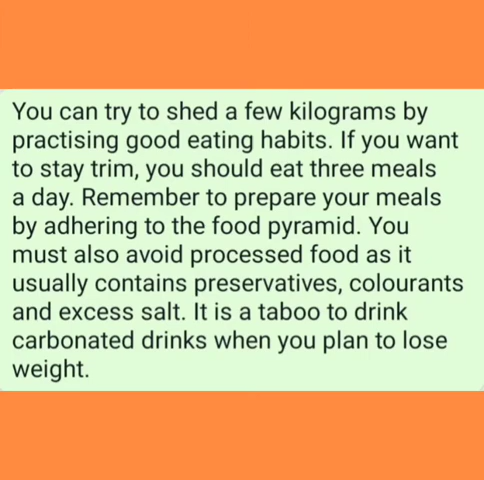 You can try to shed a few kilograms by
practising good eating habits. If you want
to stay trim, you should eat three meals
a day. Remember to prepare your meals
by adhering to the food pyramid. You
must also avoid processed food as it
usually contains preservatives, colourants
and excess salt. It is a taboo to drink
carbonated drinks when you plan to lose
weight.